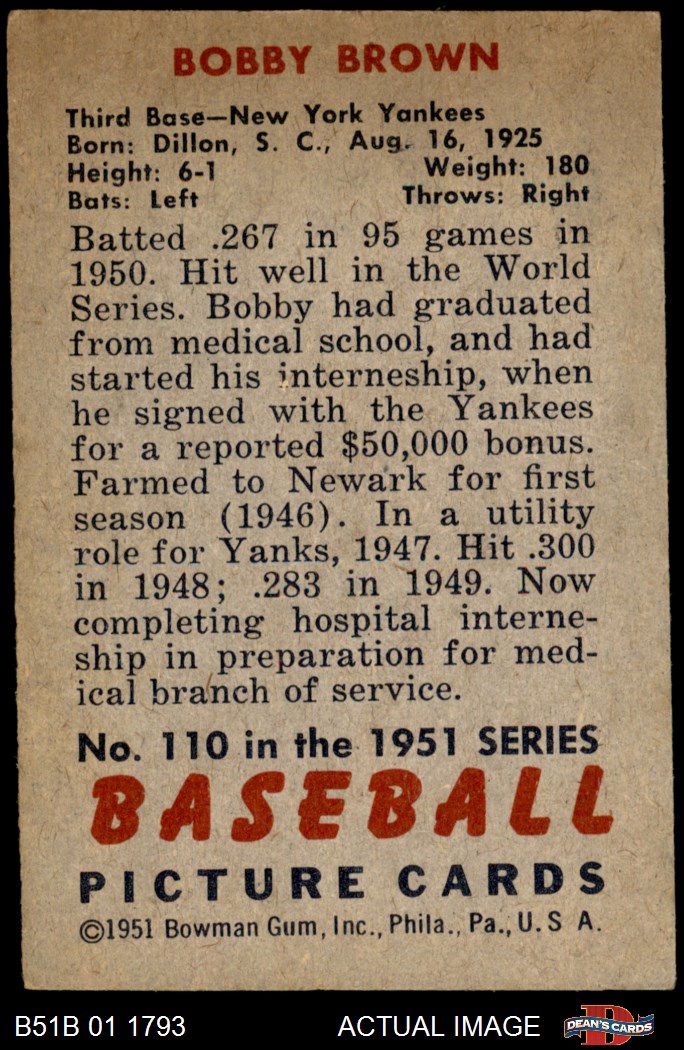 BOBBY BROWN
Third Base—New York Yankees
Born: Dillon, S. C., Aug. 16, 1925
Height: 6-1 Weight: 180
Bats: Left Throws: Right
Batted .267 in 95 games in
1950. Hit well in the World
Series. Bobby had graduated
from medical school, and had
started his interneship, when
he signed with the Yankees
for a reported $50,000 bonus.
Farmed to Newark for first
season (1946). In a utility
role for Yanks, 1947. Hit .300
in 1948; .283 in 1949. Now
completing hospital interne-
ship in preparation for med-
ical branch of service.
No. 110 in the 1951 SERIES
BASEBALL
PICTURE CARDS
©1951 Bowman Gum, Inc., Phila., Pa., U. S A.
B51B 01 1793 ACTUAL IMAGE D DEAN'S CARDS